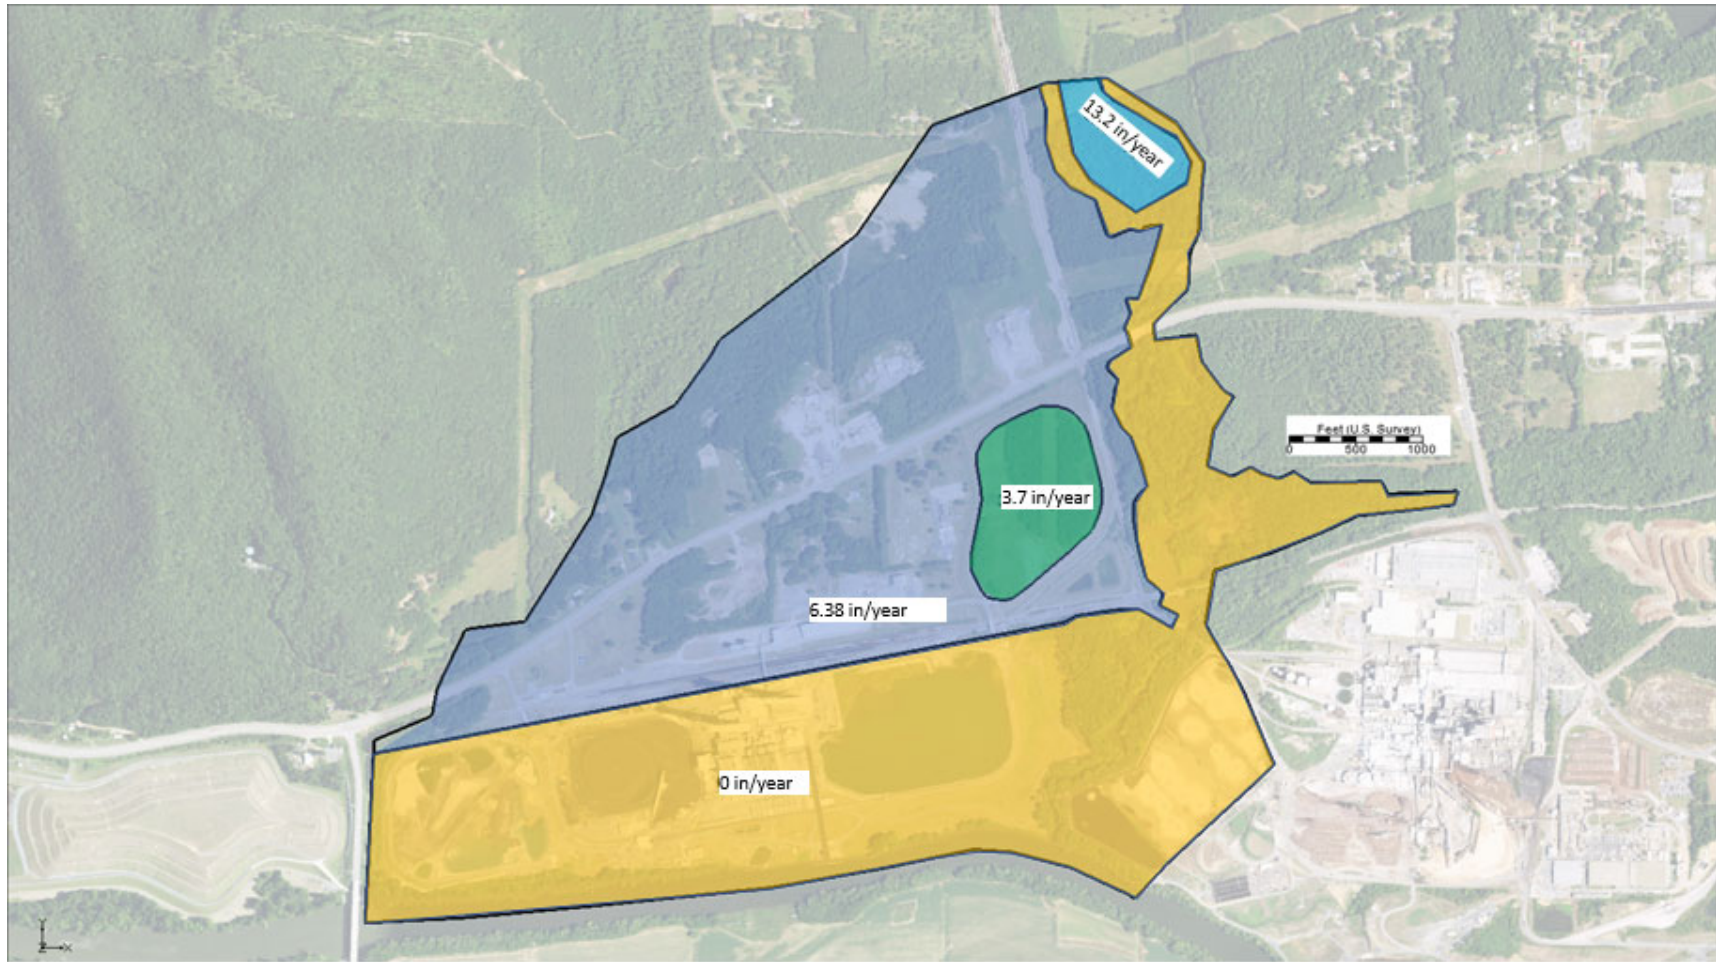 13.2 in/year
Feet (U.S. Survey)
0 500 1000
3.7 in/year
6.38 in/year
0 in/year
Y
Z X